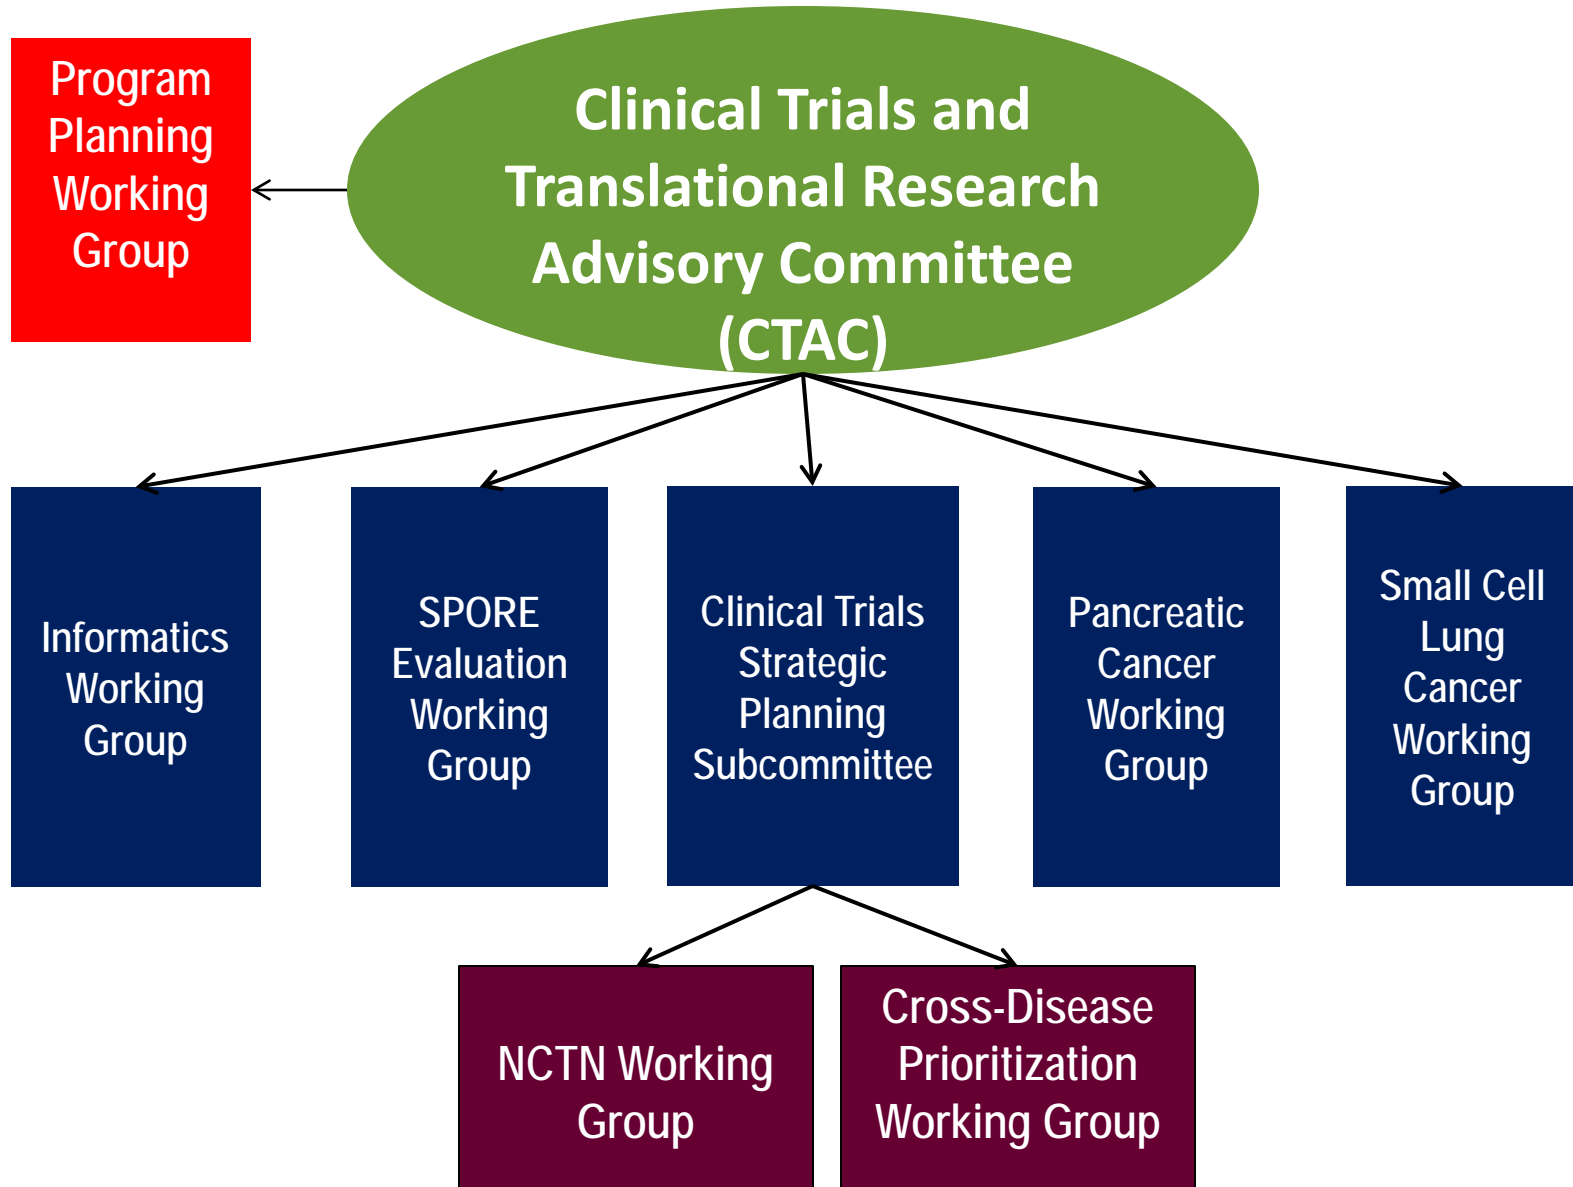 Program
Planning
Working
Group
Clinical Trials and
Translational Research
Advisory Committee
(CTAC)
Informatics
Working
Group
SPORE
Evaluation
Working
Group
Clinical Trials
Strategic
Planning
Subcommittee
Pancreatic
Cancer
Working
Group
Small Cell
Lung
Cancer
Working
Group
NCTN Working
Group
Cross-Disease
Prioritization
Working Group